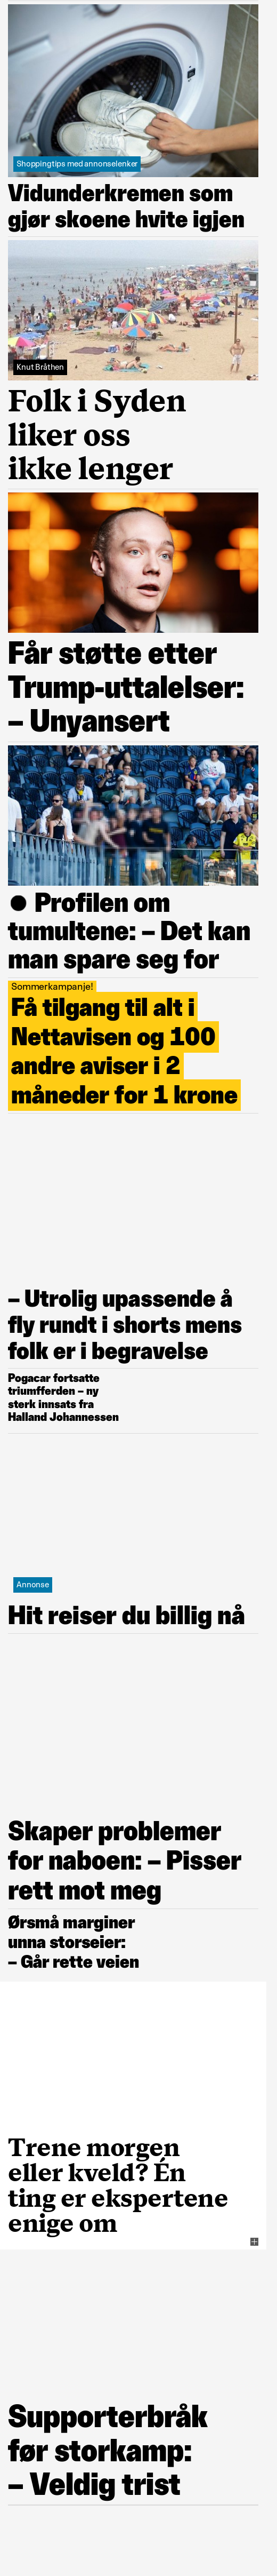 Shoppingtips med annonselenker
Vidunderkremen som
gjør skoene hvite igjen
Knut Bråthen
Folk i Syden
liker oss
ikke lenger
Får støtte etter
Trump-uttalelser:
– Unyansert
● Profilen om
tumultene: – Det kan
man spare seg for
Sommerkampanje!
Få tilgang til alt i
Nettavisen og 100
andre aviser i 2
måneder for 1 krone
– Utrolig upassende å
fly rundt i shorts mens
folk er i begravelse
Pogacar fortsatte
triumfferden – ny
sterk innsats fra
Halland Johannessen
Annonse
Hit reiser du billig nå
Skaper problemer
for naboen: – Pisser
rett mot meg
Ørsmå marginer
unna storseier:
– Går rette veien
Trene morgen
eller kveld? Én
ting er ekspertene
enige om
Supporterbråk
før storkamp:
– Veldig trist